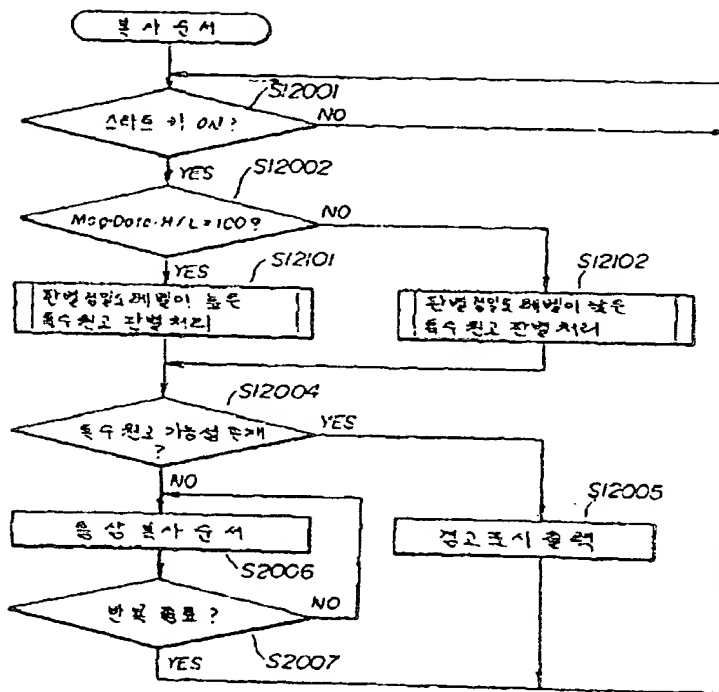 복사 순서
S12001
스타트 키 ON?
NO
YES
S12002
Mag·Data·H/L=100?
NO
YES
S12101
S12102
판별정밀도 레벨이 높은
특수원고 판별처리
판별정밀도 레벨이 낮은
특수원고 판별처리
S12004
특수원고 가능성 존재
?
YES
NO
S12005
통상 복사 순서
경고표시 출력
S2006
반복 종료?
NO
S2007
YES